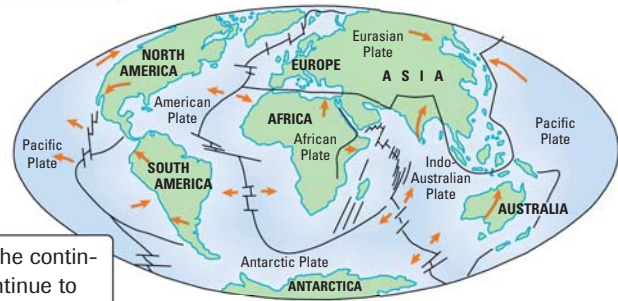 NORTH
AMERICA
EUROPE
Eurasian
Plate
A S I A
American
Plate
AFRICA
African
Plate
Pacific
Plate
Pacific
Plate
SOUTH
AMERICA
Indo-
Australian
Plate
AUSTRALIA
Antarctic Plate
ANTARCTICA
he contin-
ntinue to